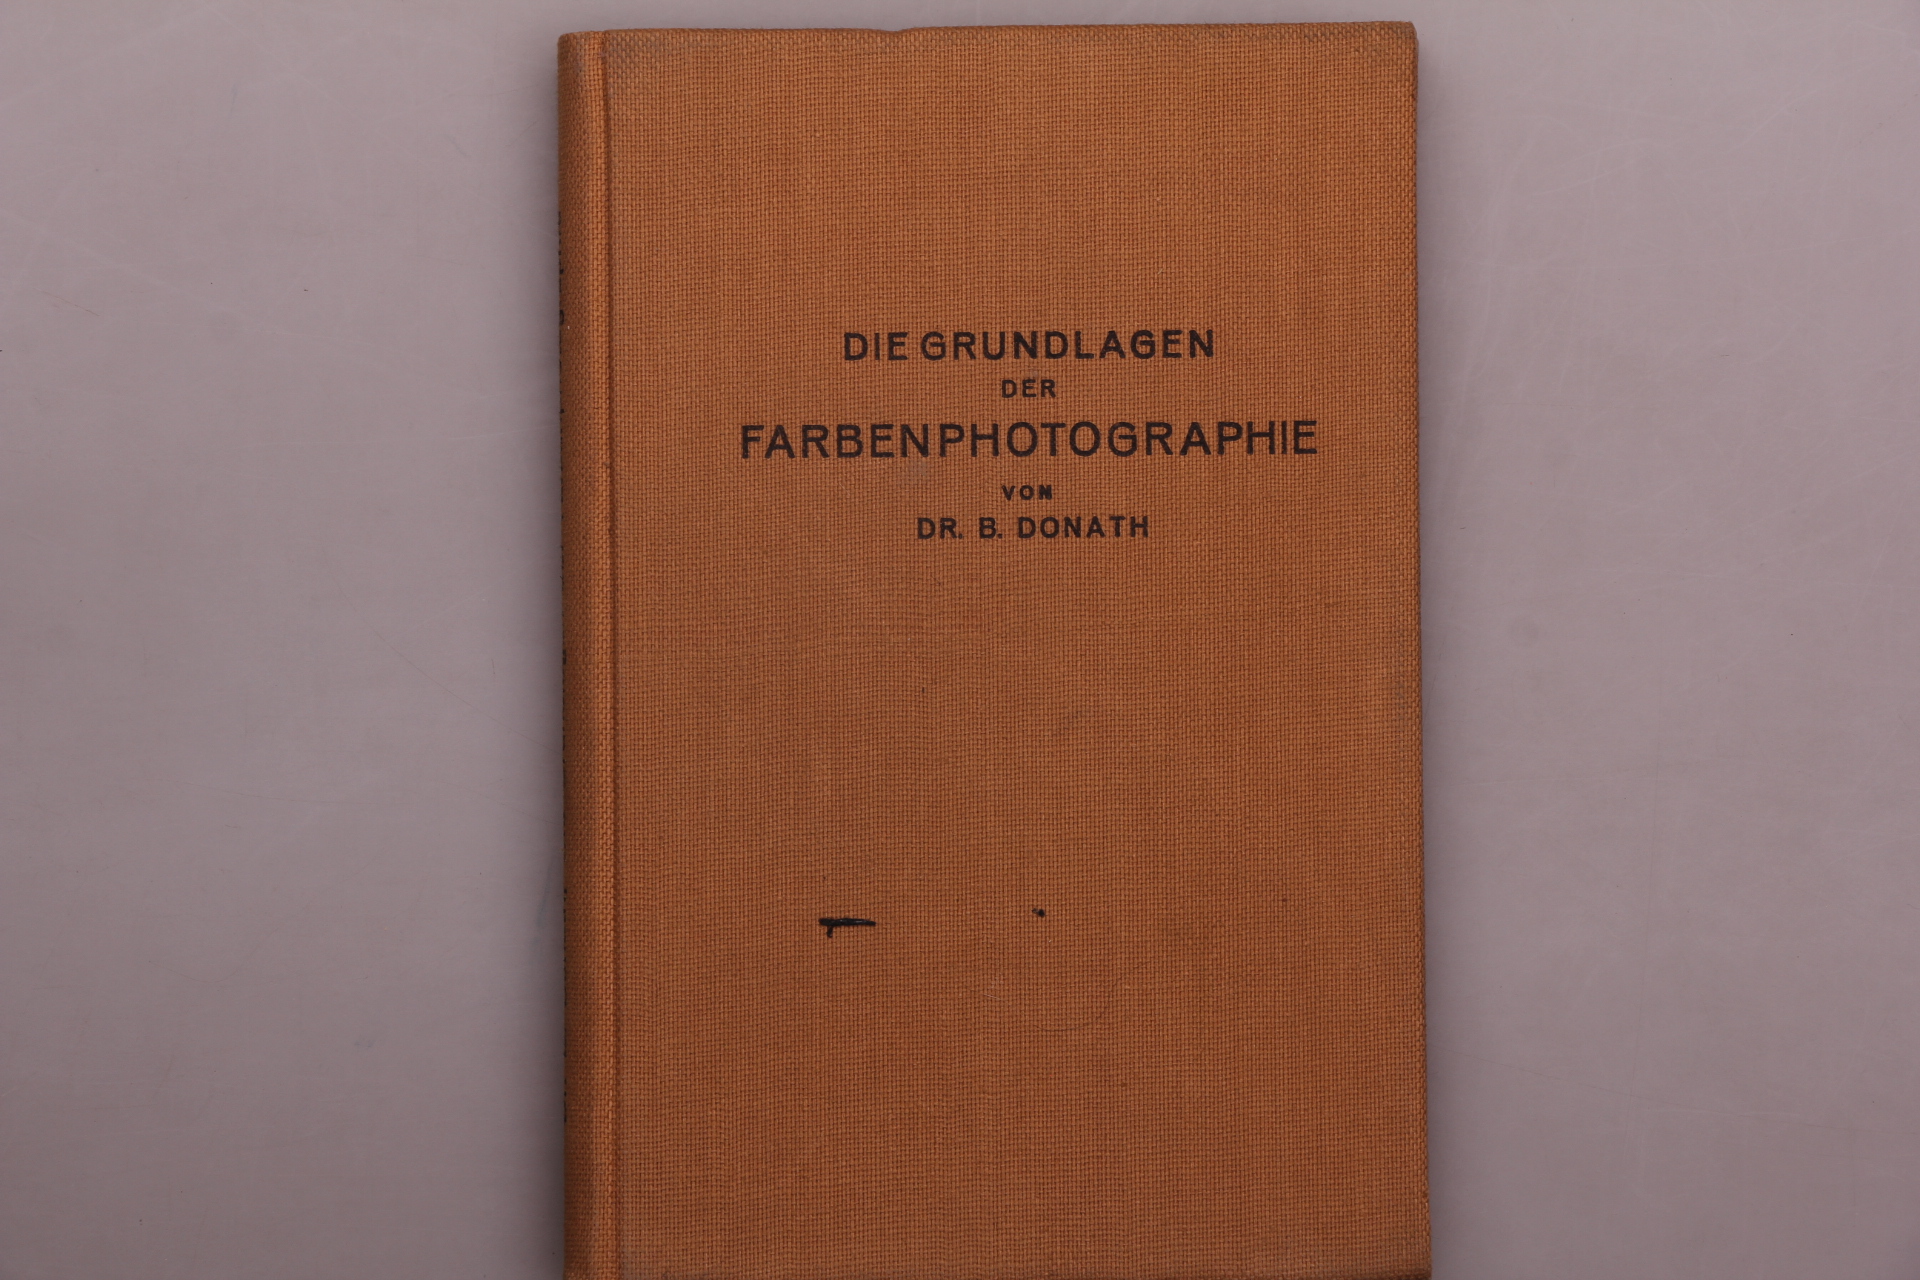 DIE GRUNDLAGEN
DER
FARBENPHOTOGRAPHIE
VON
DR. B. DONATH